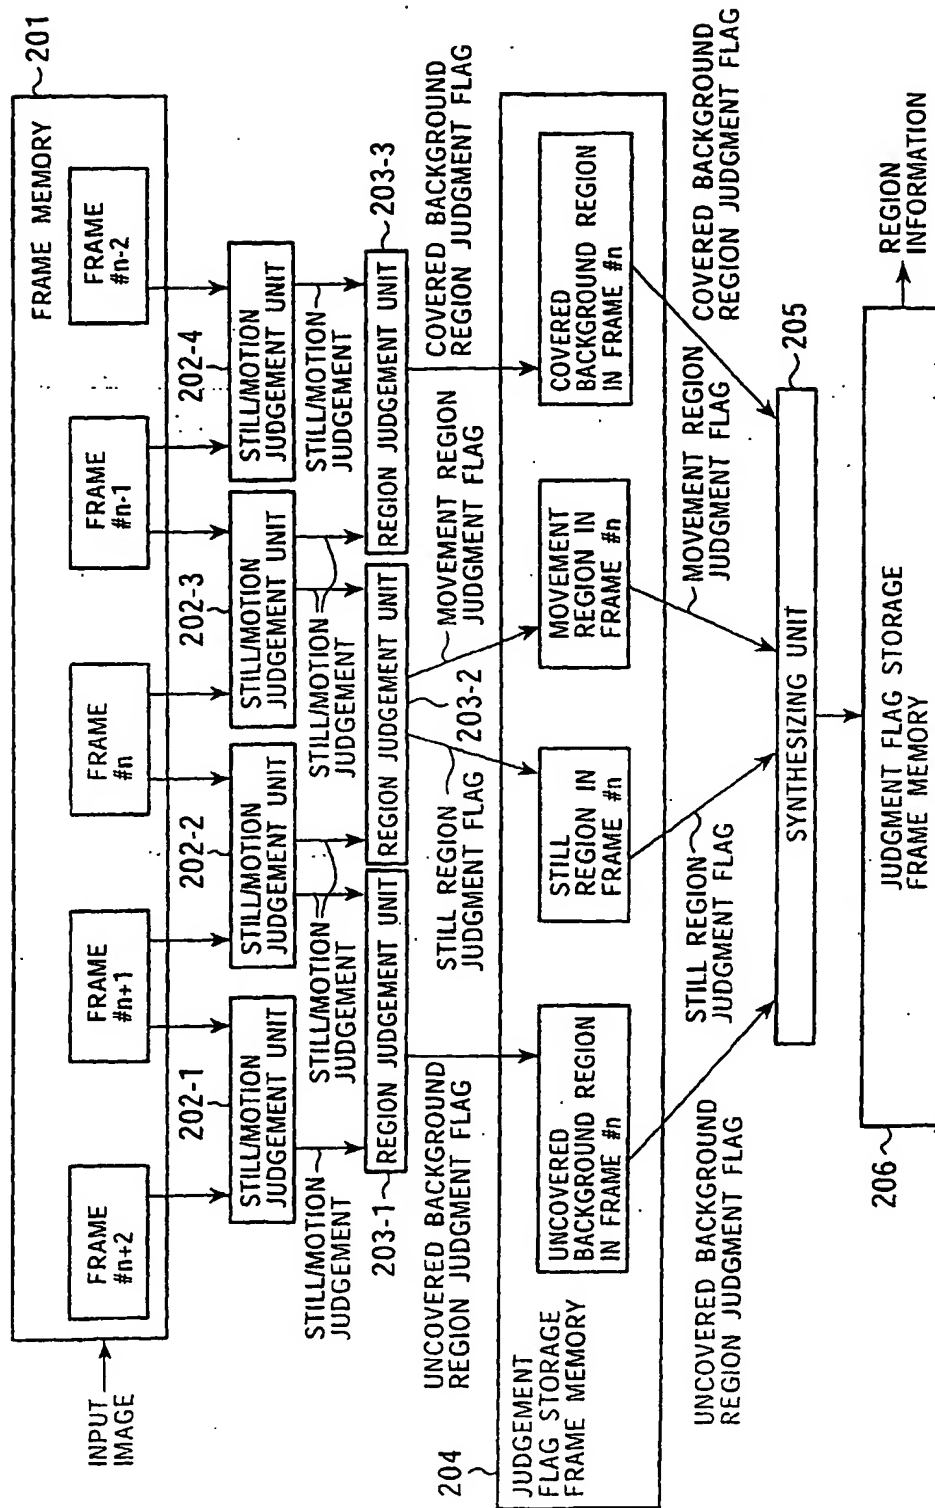 INPUT
IMAGE
FRAME MEMORY
201
FRAME
#n+2
FRAME
#n+1
FRAME
#n
FRAME
#n-1
FRAME
#n-2
202-1
202-2
202-3
202-4
STILL/MOTION
JUDGEMENT UNIT
STILL/MOTION
JUDGEMENT UNIT
STILL/MOTION
JUDGEMENT UNIT
STILL/MOTION
JUDGEMENT UNIT
STILL/MOTION
JUDGEMENT
STILL/MOTION
JUDGEMENT
STILL/MOTION
JUDGEMENT
STILL/MOTION
JUDGEMENT
203-1
REGION JUDGEMENT UNIT
REGION JUDGEMENT UNIT
REGION JUDGEMENT UNIT
203-3
203-2
UNCOVERED BACKGROUND
REGION JUDGMENT FLAG
STILL REGION
JUDGMENT FLAG
MOVEMENT REGION
JUDGMENT FLAG
COVERED BACKGROUND
REGION JUDGMENT FLAG
204
JUDGEMENT
FLAG STORAGE
FRAME MEMORY
UNCOVERED
BACKGROUND REGION
IN FRAME #n
STILL
REGION IN
FRAME #n
MOVEMENT
REGION IN
FRAME
#n
COVERED
BACKGROUND REGION
IN FRAME #n
UNCOVERED BACKGROUND
REGION JUDGMENT FLAG
STILL REGION
JUDGMENT FLAG
MOVEMENT REGION
JUDGMENT FLAG
COVERED BACKGROUND
REGION JUDGMENT FLAG
SYNTHESIZING UNIT
205
206
JUDGMENT FLAG STORAGE
FRAME MEMORY
REGION
INFORMATION